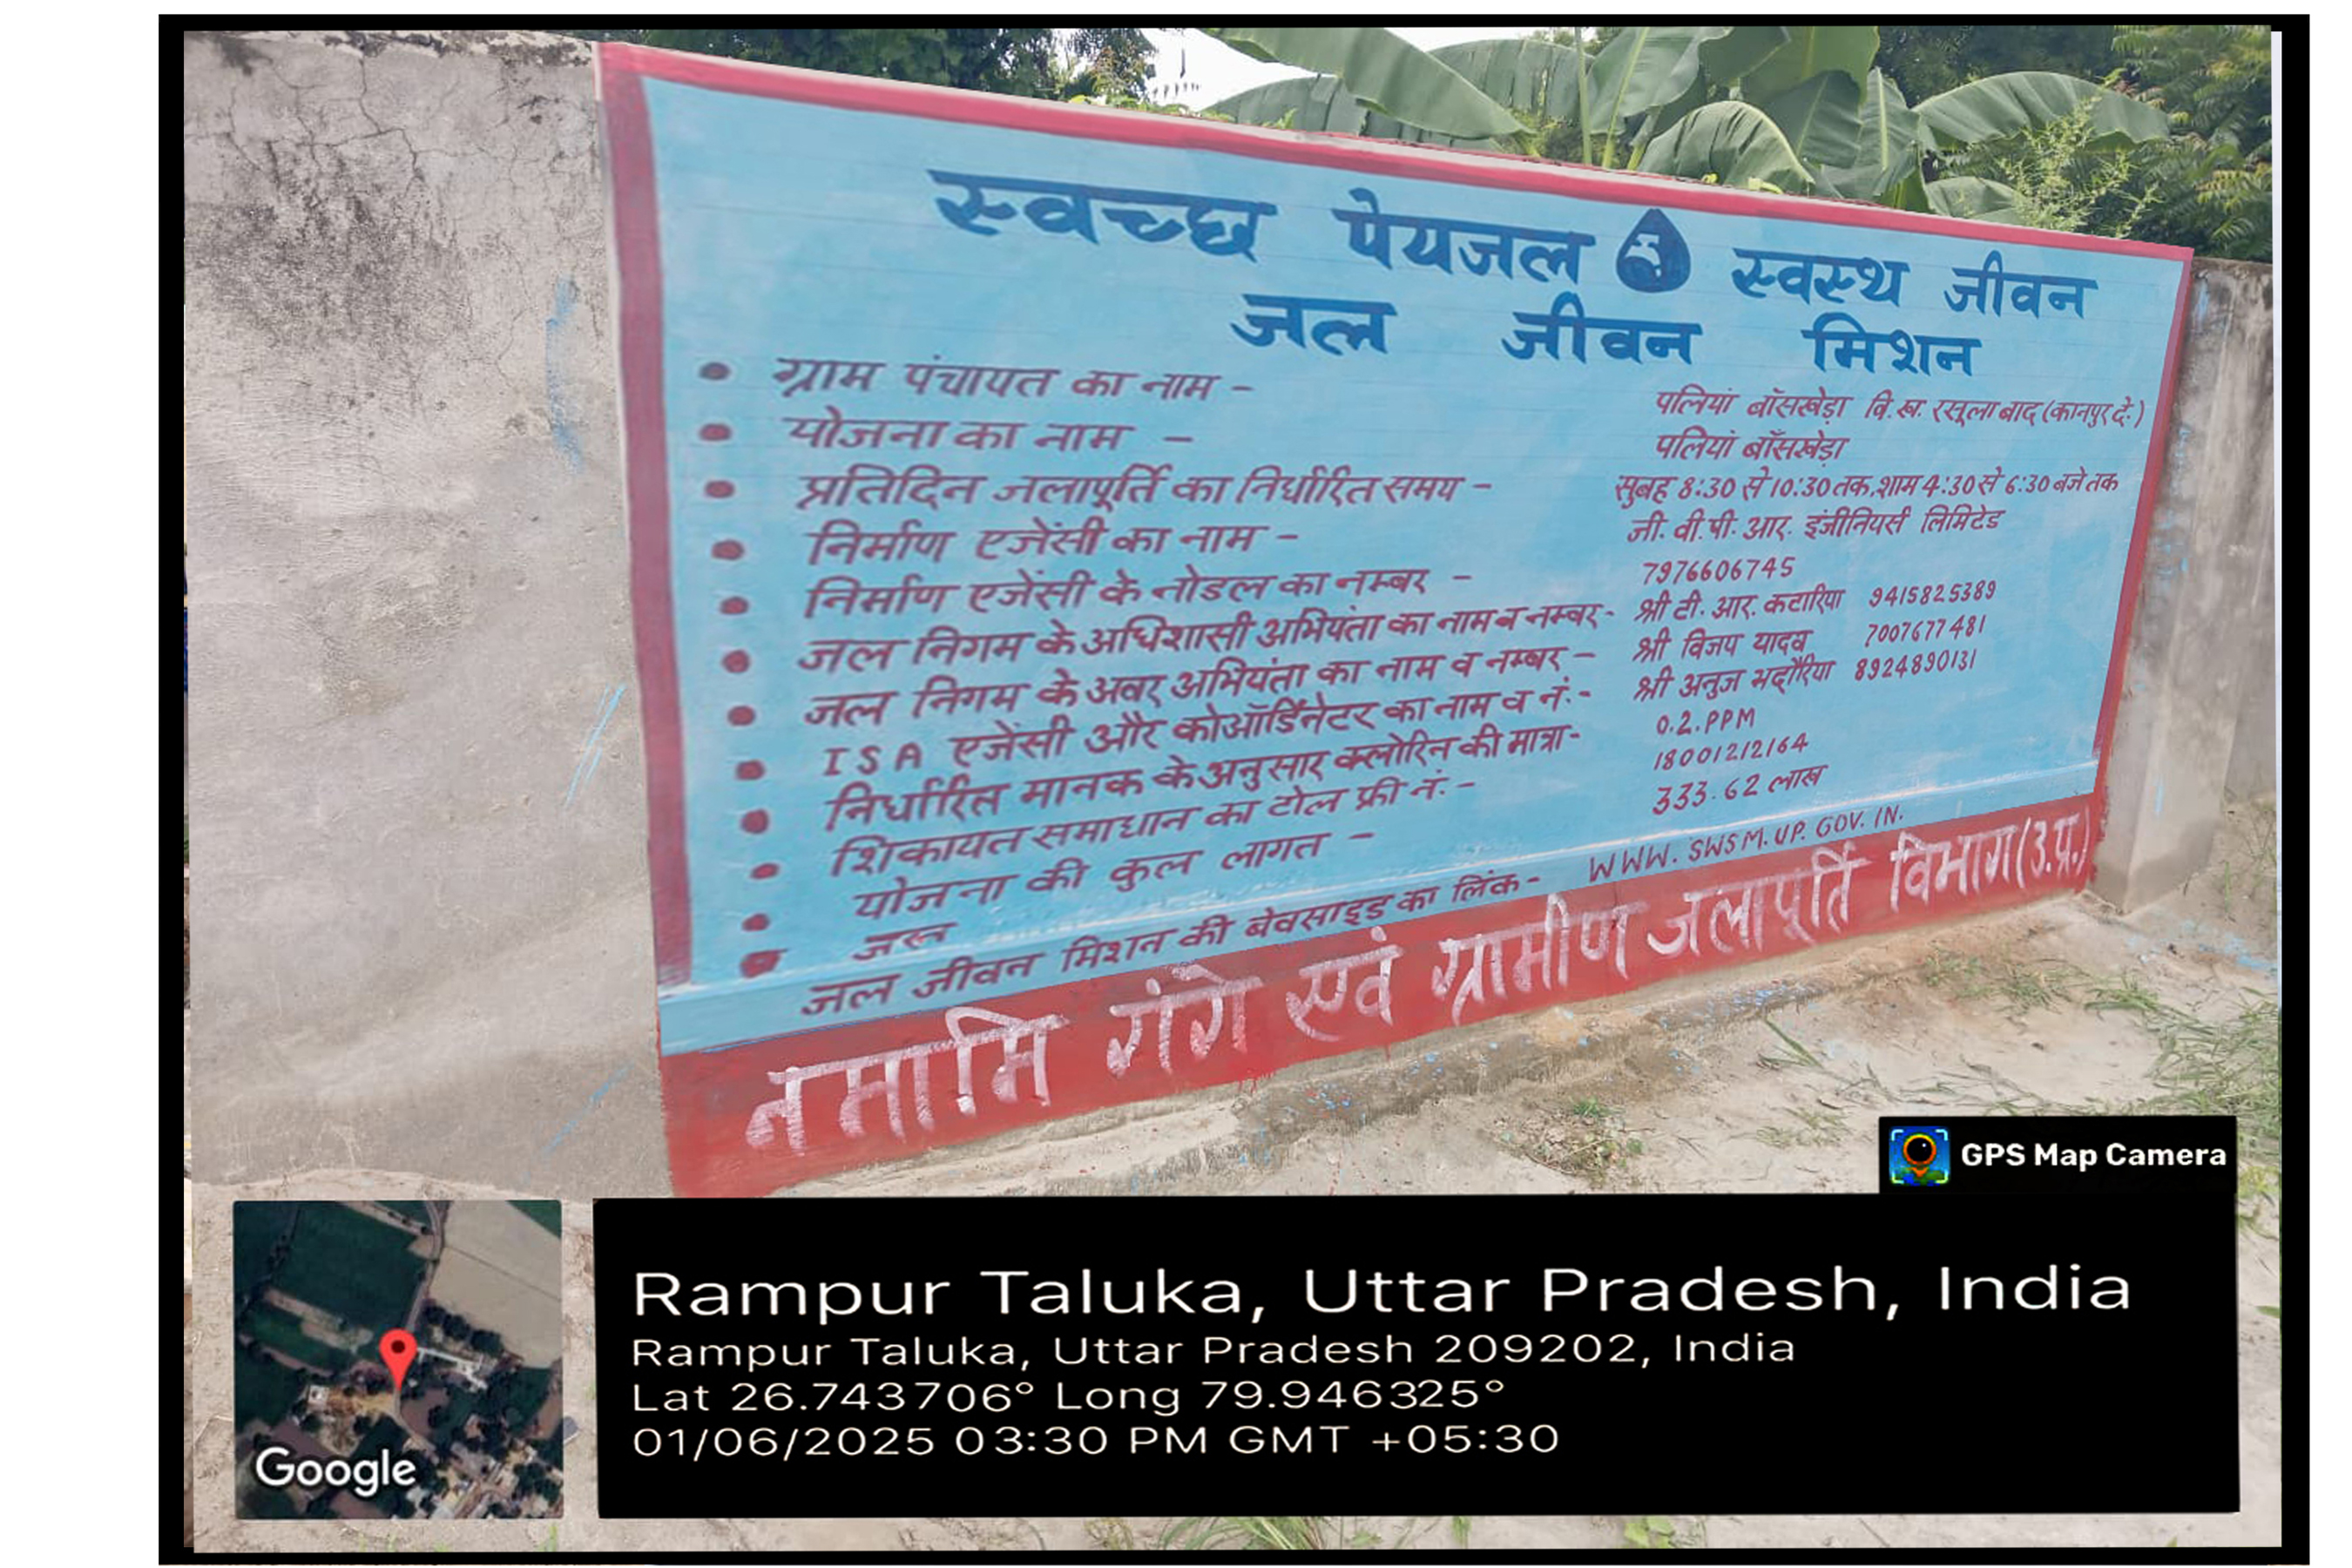 स्वच्छ पेयजल स्वस्थ जीवन
जल जीवन मिशन
• ग्राम पंचायत का नाम - पलियां बाँसखेड़ा वि.ख. रसूलाबाद (कानपुर दे.)
• योजना का नाम - पलियां बाँसखेड़ा
• प्रतिदिन जलापूर्ति का निर्धारित समय - सुबह 8:30 से 10:30 तक, शाम 4:30 से 6:30 बजे तक
• निर्माण एजेंसी का नाम - जी. वी. पी. आर. इंजीनियर्स लिमिटेड
• निर्माण एजेंसी के नोडल का नम्बर - 7976606745
• जल निगम के अधिशासी अभियंता का नाम व नम्बर- श्री टी. आर. कटारिया 9415825389
• जल निगम के अवर अभियंता का नाम व नम्बर - श्री विजय यादव 7007677481
• ISA एजेंसी और कोऑर्डिनेटर का नाम व नं.- श्री अनुज भदौरिया 8924890131
• निर्धारित मानक के अनुसार क्लोरिन की मात्रा- 0.2.PPM
• शिकायत समाधान का टोल फ्री नं.- 18001212164
• योजना की कुल लागत - 333.62 लाख
जल जीवन मिशन की बेवसाइड का लिंक- WWW.SWSM.UP.GOV.IN.
नमामि गंगे एवं ग्रामीण जलापूर्ति विभाग (उ.प्र.)
GPS Map Camera
Rampur Taluka, Uttar Pradesh, India
Rampur Taluka, Uttar Pradesh 209202, India
Lat 26.743706° Long 79.946325°
01/06/2025 03:30 PM GMT +05:30
Google